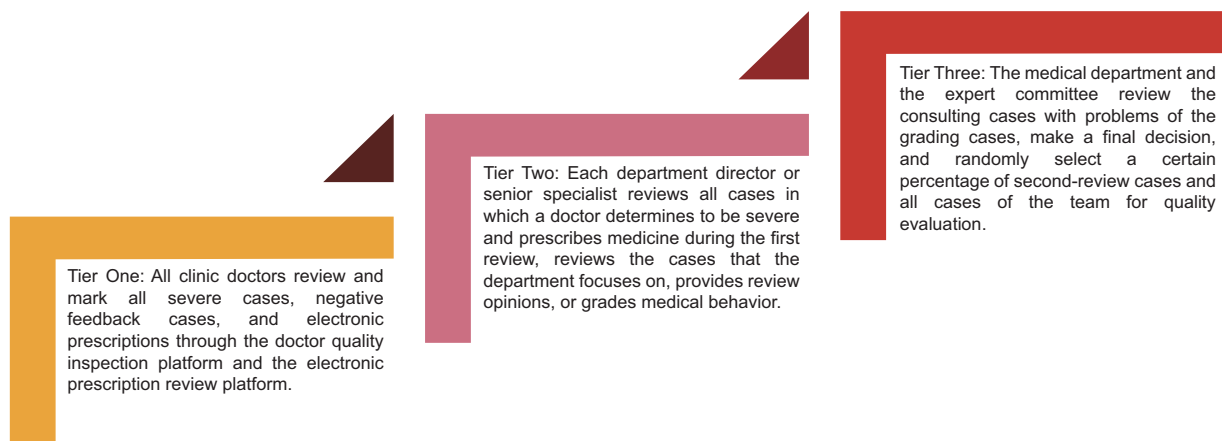 Tier One: All clinic doctors review and
mark all severe cases, negative
feedback cases, and electronic
prescriptions through the doctor quality
inspection platform and the electronic
prescription review platform.
Tier Two: Each department director or
senior specialist reviews all cases in
which a doctor determines to be severe
and prescribes medicine during the first
review, reviews the cases that the
department focuses on, provides review
opinions, or grades medical behavior.
Tier Three: The medical department and
the expert committee review the
consulting cases with problems of the
grading cases, make a final decision,
and randomly select a certain
percentage of second-review cases and
all cases of the team for quality
evaluation.